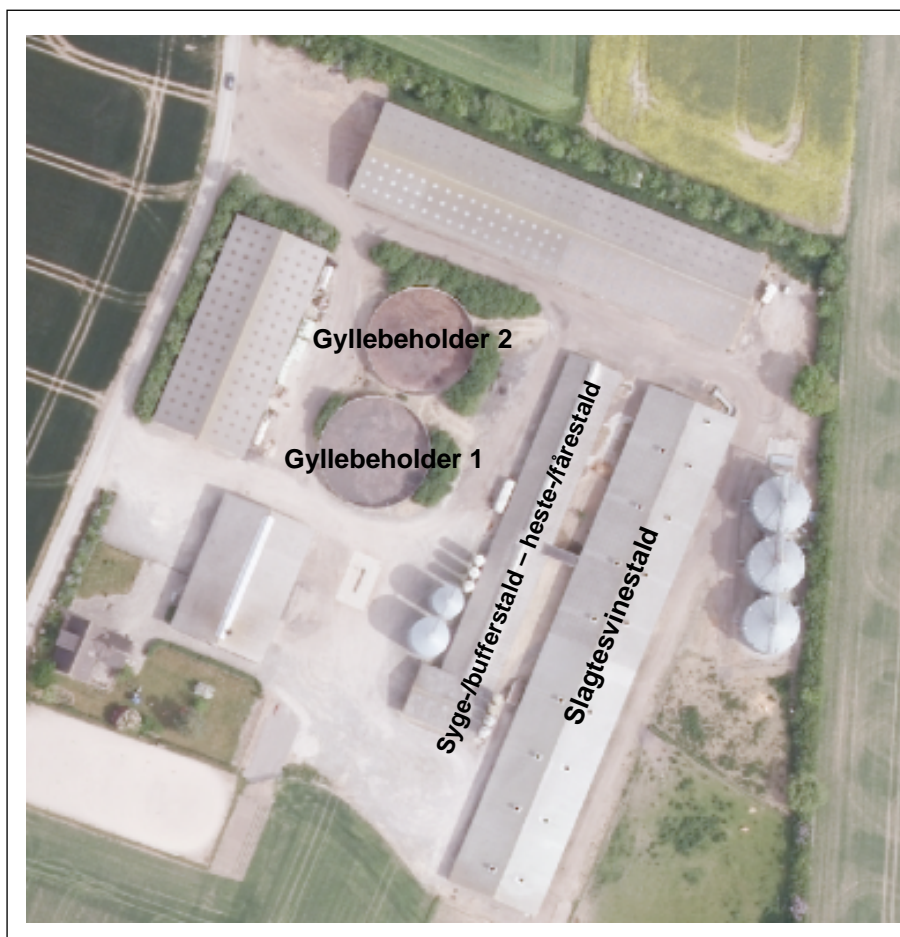 Gyllebeholder 2
Gyllebeholder 1
Syge-/bufferstald – heste-/fårestald
Slagtesvinestald